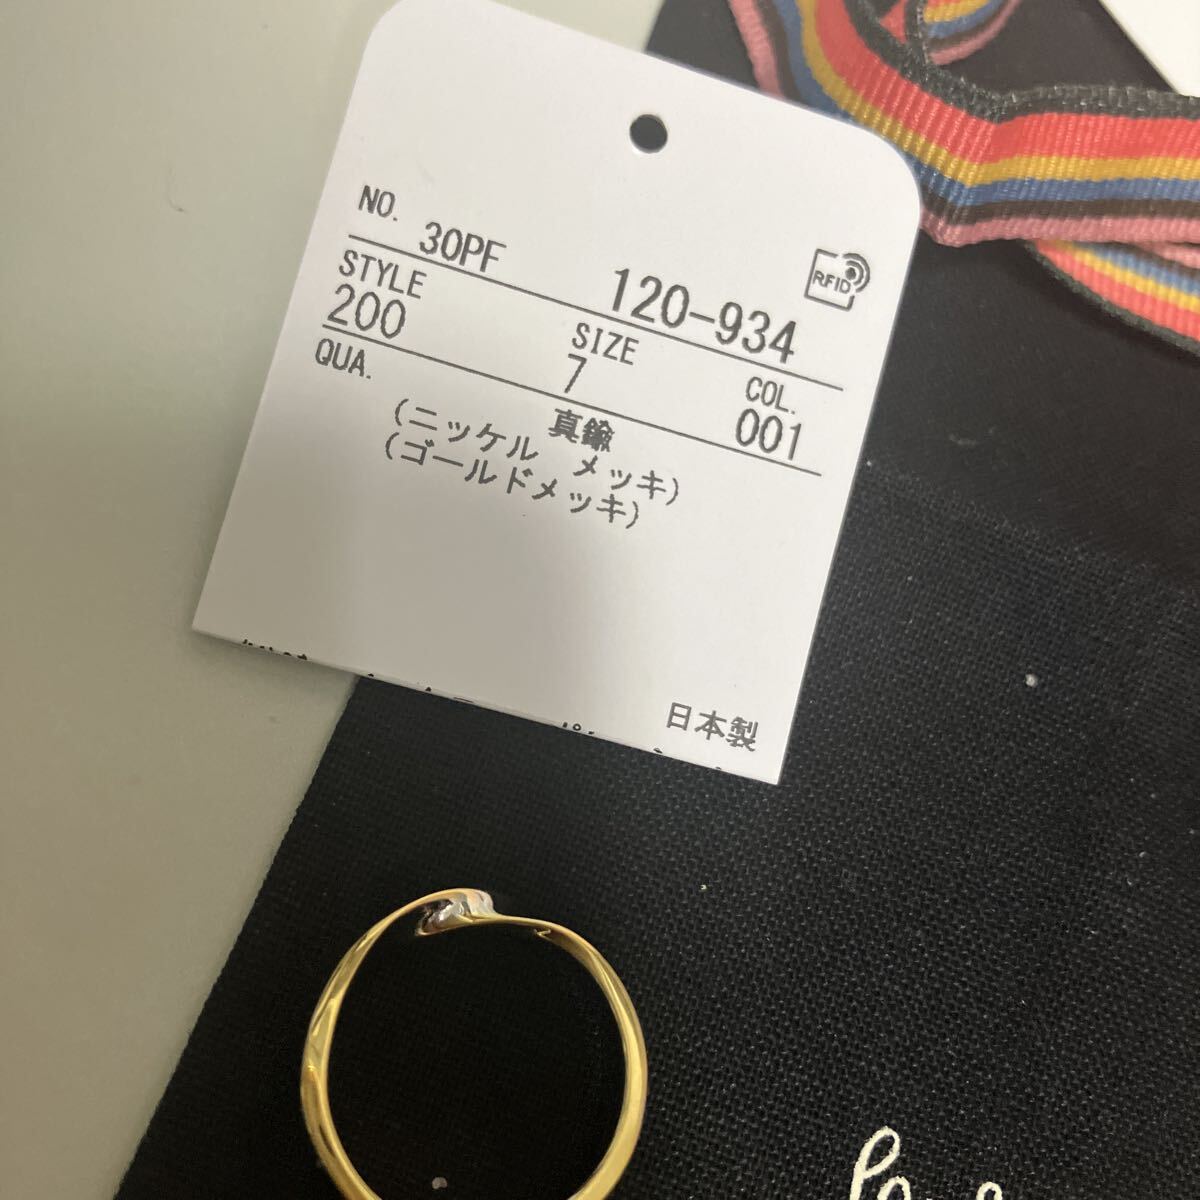 NO. 30PF 120-934
RFID
STYLE SIZE COL.
200 7 001
QUA.
真鍮
(ニッケル メッキ)
(ゴールドメッキ)
日本製